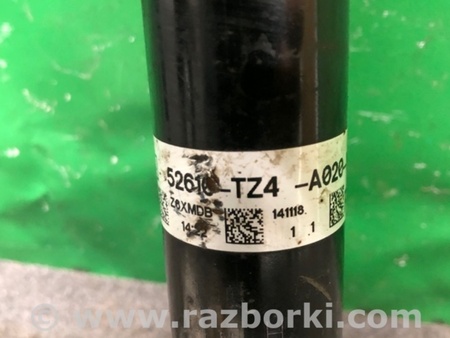 52610-TZ4 -A020-
Z6XMDB 141118
1 1
www.razborki.com